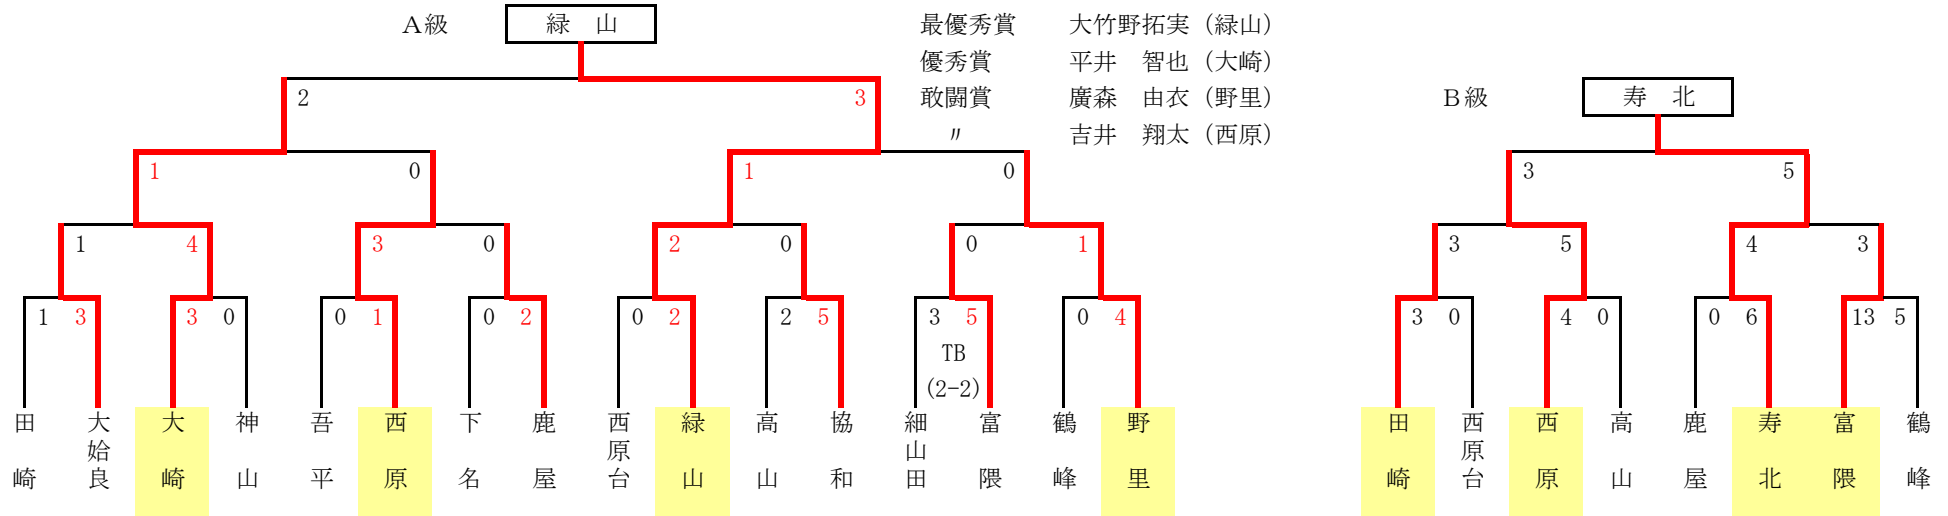 A級
緑 山
最優秀賞 大竹野拓実(緑山)
優秀賞 平井 智也(大崎)
敢闘賞 廣森 由衣(野里)
〃 吉井 翔太(西原)
B級
寿 北
2 3
1 0 1 0 3 5
1 4 3 0 2 0 0 1 3 5 4 3
1 3 3 0 0 1 0 2 0 2 2 5 3 5 0 4 3 0 4 0 0 6 13 5
TB
(2-2)
田崎
大姶良
大崎
神山
吾平
西原
下名
鹿屋
西原台
緑山
高山
協和
細山田
富隈
鶴峰
野里
田崎
西原台
西原
高山
鹿屋
寿北
富隈
鶴峰